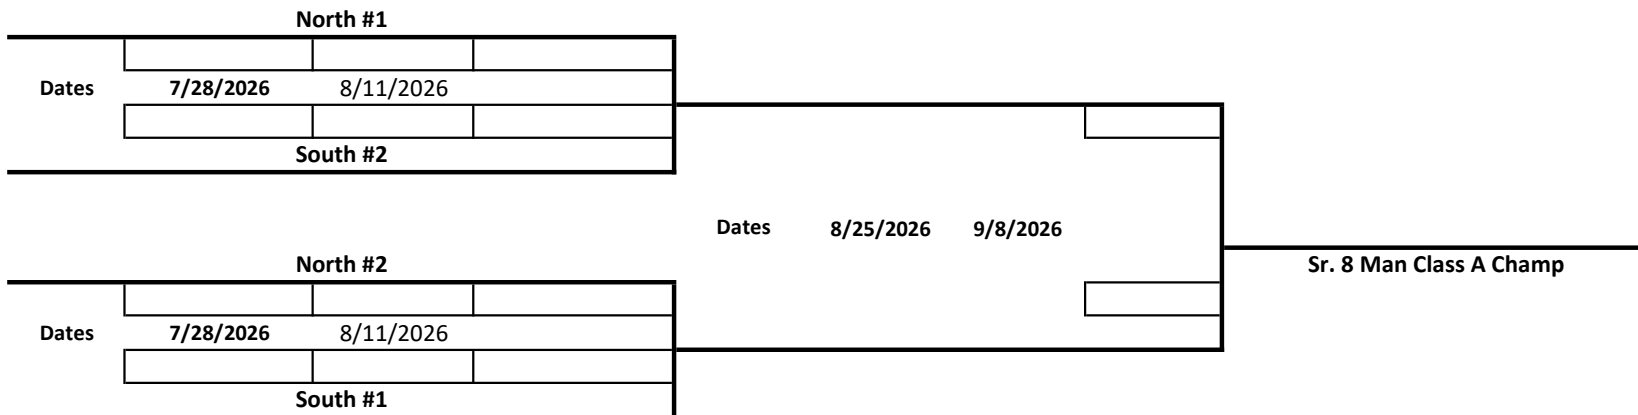 North #1
Dates 7/28/2026 8/11/2026
South #2
Dates 8/25/2026 9/8/2026
North #2
Sr. 8 Man Class A Champ
Dates 7/28/2026 8/11/2026
South #1